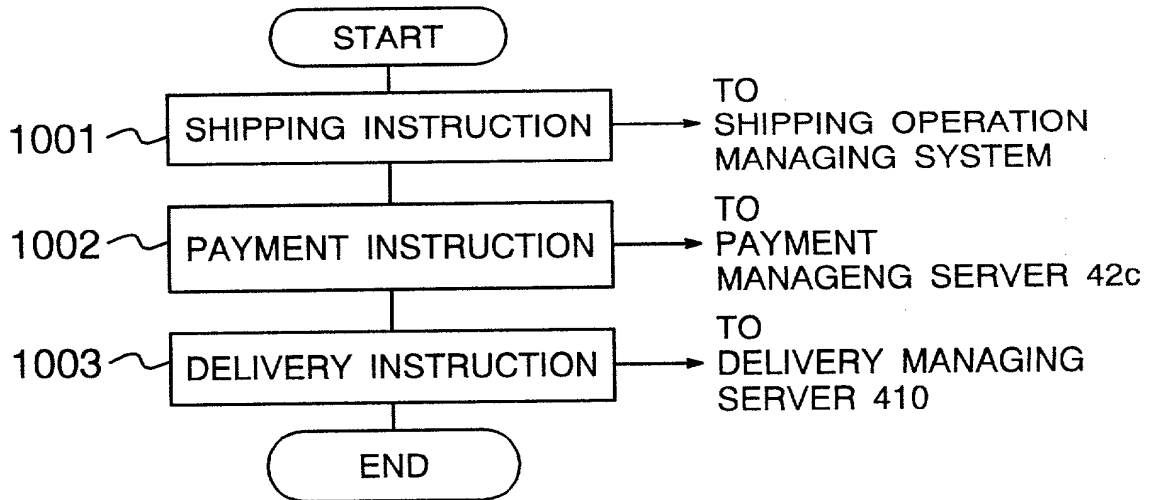 START
1001 SHIPPING INSTRUCTION
TO
SHIPPING OPERATION
MANAGING SYSTEM
1002 PAYMENT INSTRUCTION
TO
PAYMENT
MANAGENG SERVER 42c
1003 DELIVERY INSTRUCTION
TO
DELIVERY MANAGING
SERVER 410
END